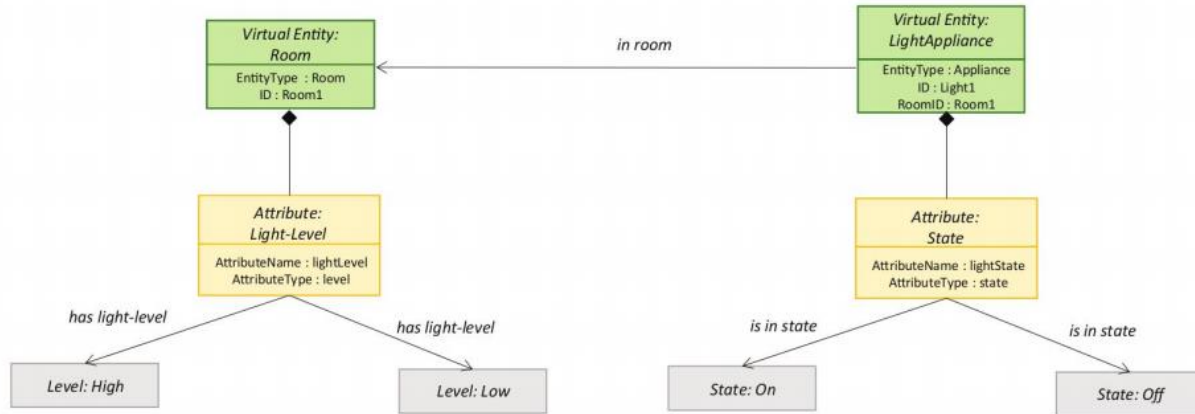 Virtual Entity:
Room
EntityType : Room
ID : Room1
in room
Virtual Entity:
LightAppliance
EntityType : Appliance
ID : Light1
RoomID : Room1
Attribute:
Light-Level
AttributeName : lightLevel
AttributeType : level
Attribute:
State
AttributeName : lightState
AttributeType : state
has light-level
has light-level
is in state
is in state
Level: High
Level: Low
State: On
State: Off